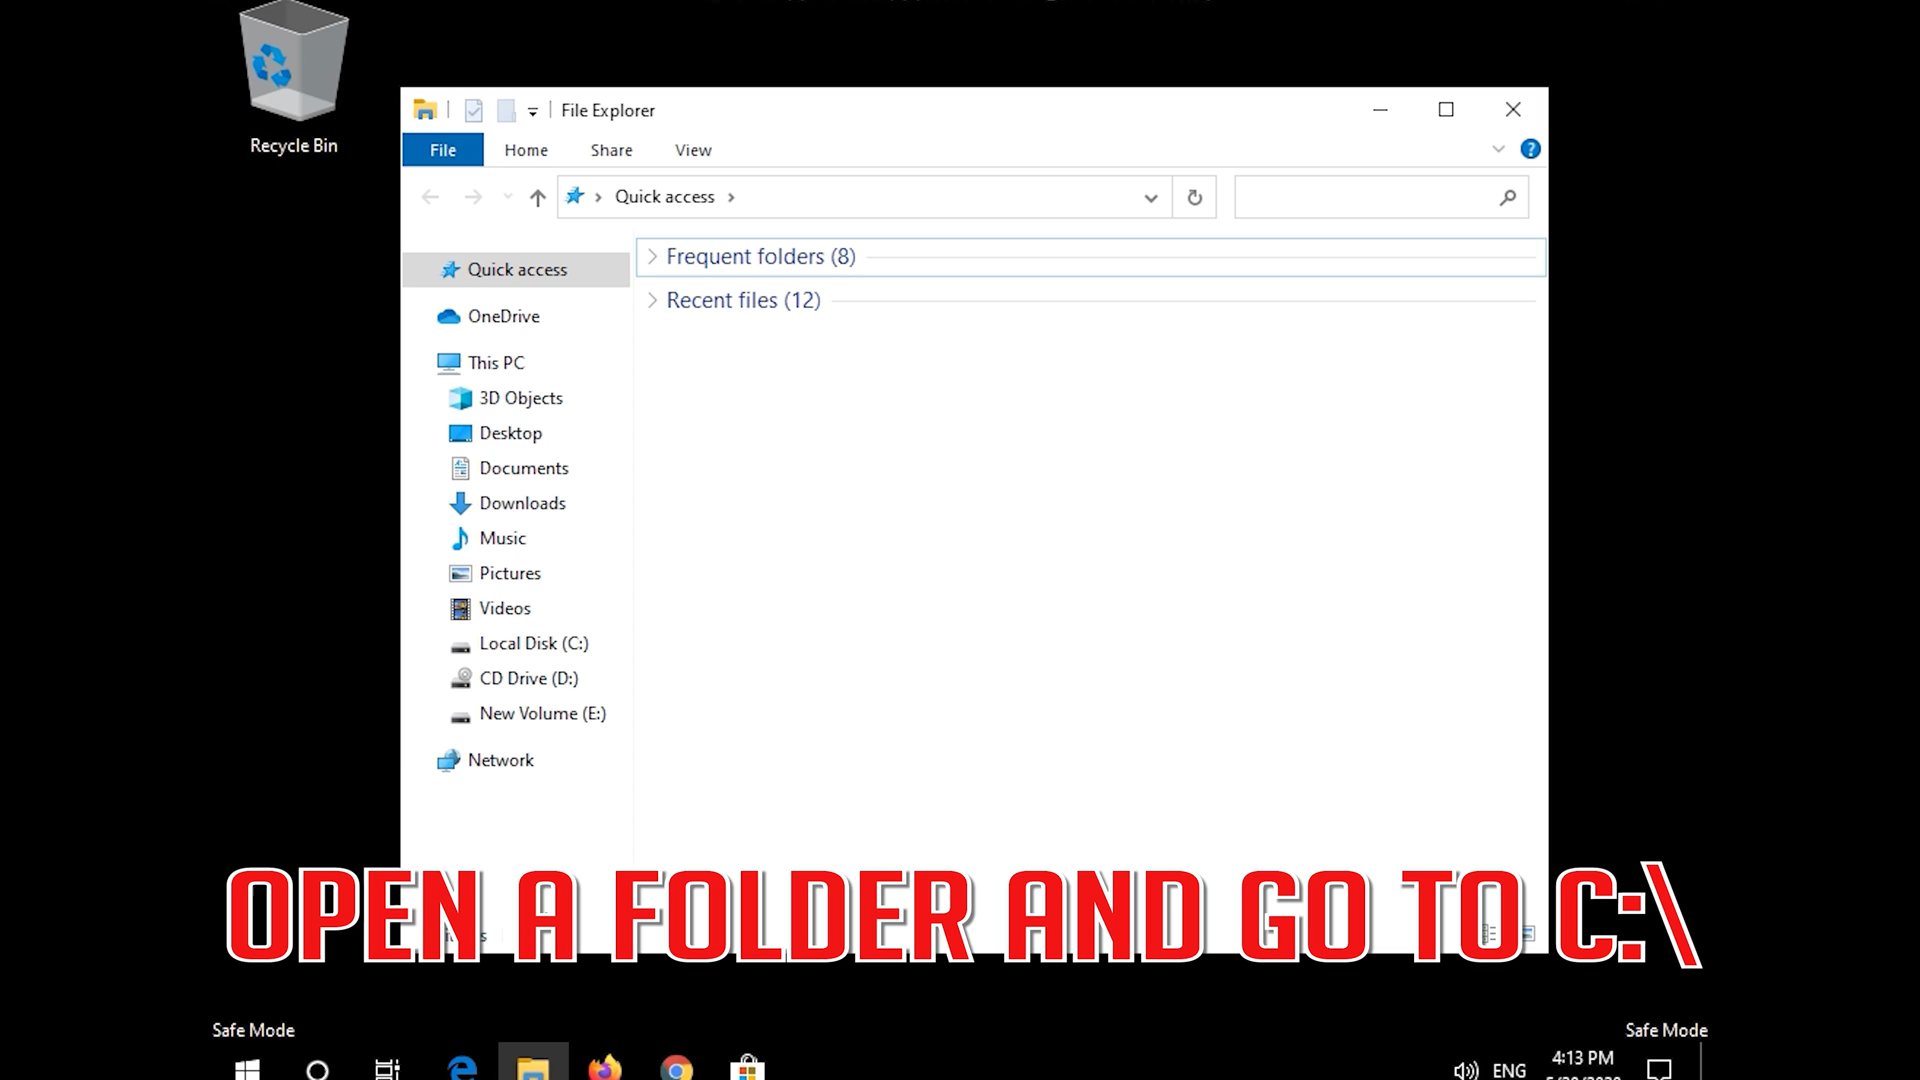 Recycle Bin
File Explorer
File Home Share View
Quick access
Quick access
OneDrive
This PC
3D Objects
Desktop
Documents
Downloads
Music
Pictures
Videos
Local Disk (C:)
CD Drive (D:)
New Volume (E:)
Network
Frequent folders (8)
Recent files (12)
OPEN A FOLDER AND GO TO C:\
Safe Mode
Safe Mode
ENG
4:13 PM